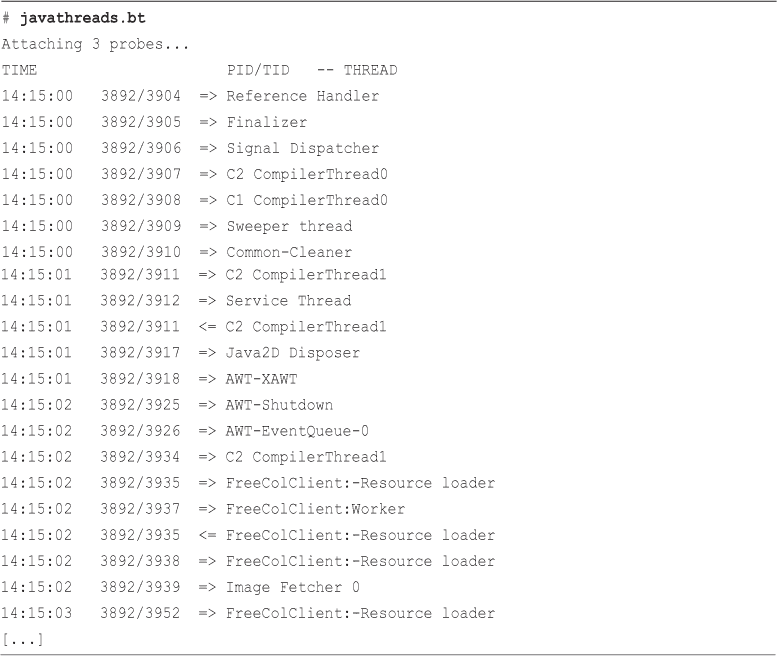 # javathreads.bt
Attaching 3 probes...
TIME                 PID/TID  -- THREAD
14:15:00  3892/3904  => Reference Handler
14:15:00  3892/3905  => Finalizer
14:15:00  3892/3906  => Signal Dispatcher
14:15:00  3892/3907  => C2 CompilerThread0
14:15:00  3892/3908  => C1 CompilerThread0
14:15:00  3892/3909  => Sweeper thread
14:15:00  3892/3910  => Common-Cleaner
14:15:01  3892/3911  => C2 CompilerThread1
14:15:01  3892/3912  => Service Thread
14:15:01  3892/3911  <= C2 CompilerThread1
14:15:01  3892/3917  => Java2D Disposer
14:15:01  3892/3918  => AWT-XAWT
14:15:02  3892/3925  => AWT-Shutdown
14:15:02  3892/3926  => AWT-EventQueue-0
14:15:02  3892/3934  => C2 CompilerThread1
14:15:02  3892/3935  => FreeColClient:-Resource loader
14:15:02  3892/3937  => FreeColClient:Worker
14:15:02  3892/3935  <= FreeColClient:-Resource loader
14:15:02  3892/3938  => FreeColClient:-Resource loader
14:15:02  3892/3939  => Image Fetcher 0
14:15:03  3892/3952  => FreeColClient:-Resource loader
[...]